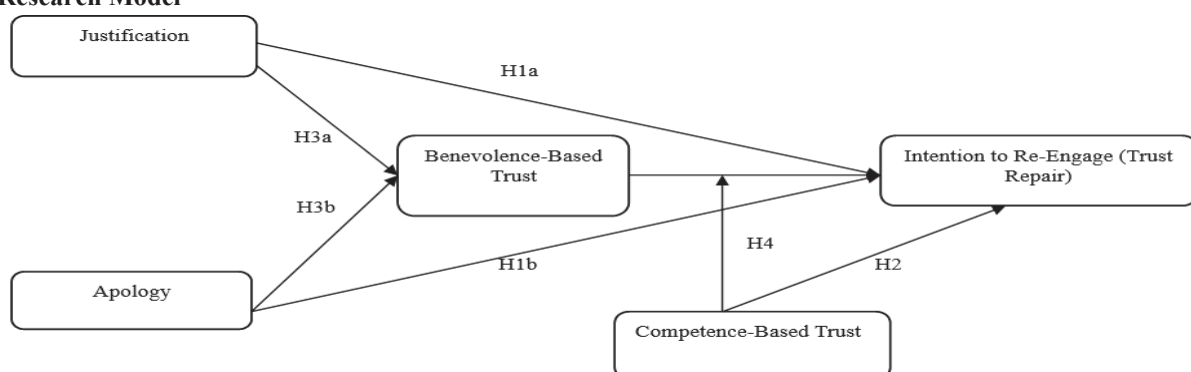 Research Model
Justification
H1a
H3a
Benevolence-Based
Trust
Intention to Re-Engage (Trust
Repair)
H3b
H4
H1b
H2
Apology
Competence-Based Trust